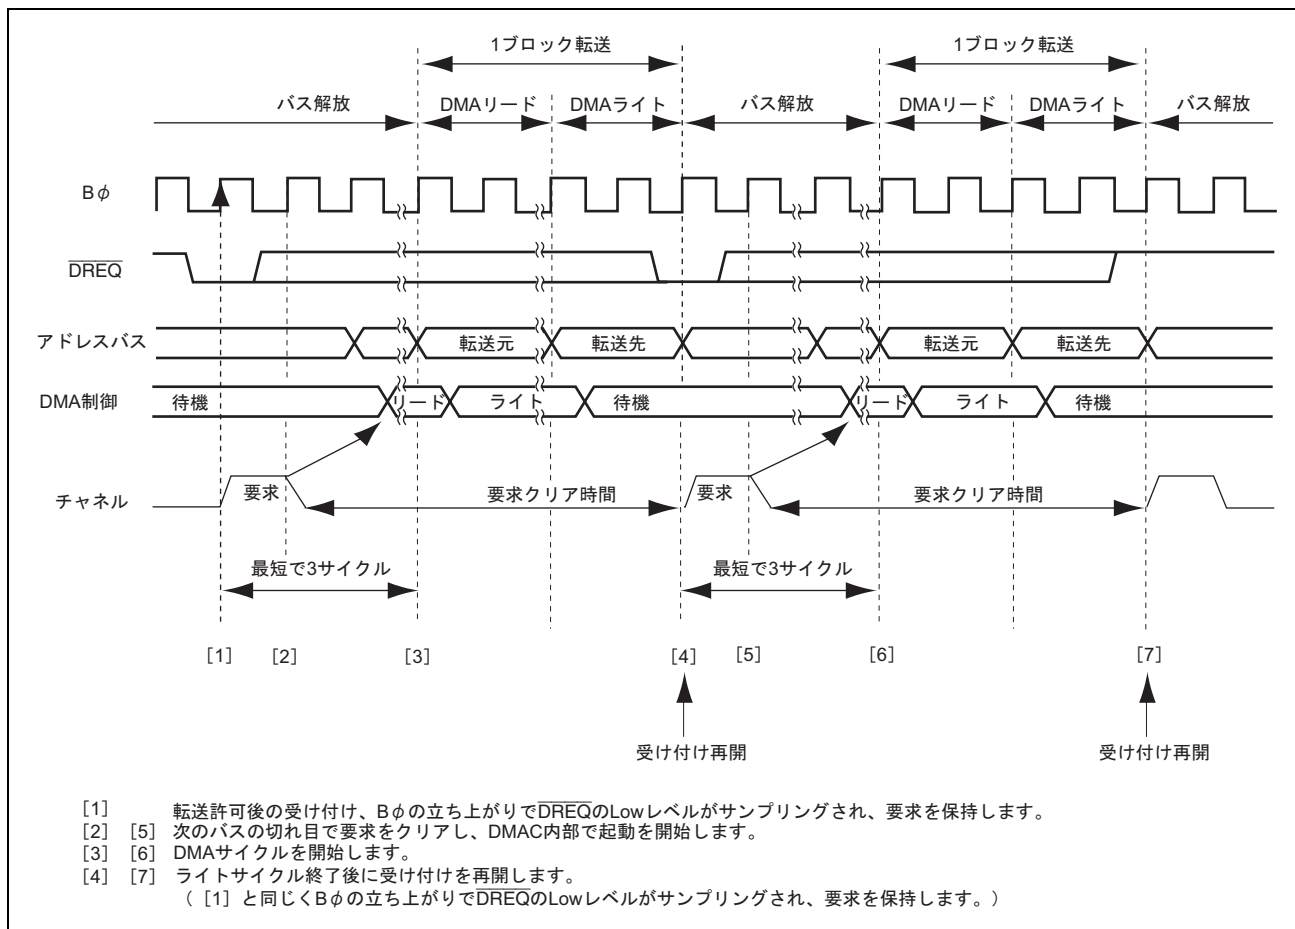 1ブロック転送 1ブロック転送
バス解放 DMAリード DMAライト バス解放 DMAリード DMAライト バス解放
Bφ
DREQ
アドレスバス 転送元 転送先 転送元 転送先
DMA制御 待機 リード ライト 待機 リード ライト 待機
チャネル 要求 要求クリア時間 要求 要求クリア時間
最短で3サイクル 最短で3サイクル
[1] [2] [3] [4] [5] [6] [7]
受け付け再開 受け付け再開
[1] 転送許可後の受け付け、Bφの立ち上がりでDREQのLowレベルがサンプリングされ、要求を保持します。
[2] [5] 次のバスの切れ目で要求をクリアし、DMAC内部で起動を開始します。
[3] [6] DMAサイクルを開始します。
[4] [7] ライトサイクル終了後に受け付けを再開します。
([1]と同じくBφの立ち上がりでDREQのLowレベルがサンプリングされ、要求を保持します。)